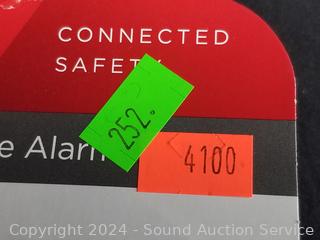 CONNECTED
SAFETY
252.
e Alarm
4100
Copyright 2024 - Sound Auction Service